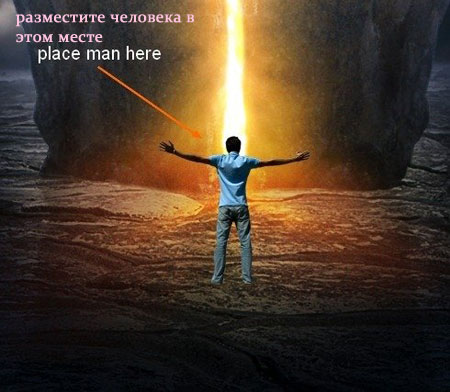 разместите человека в
этом месте
place man here